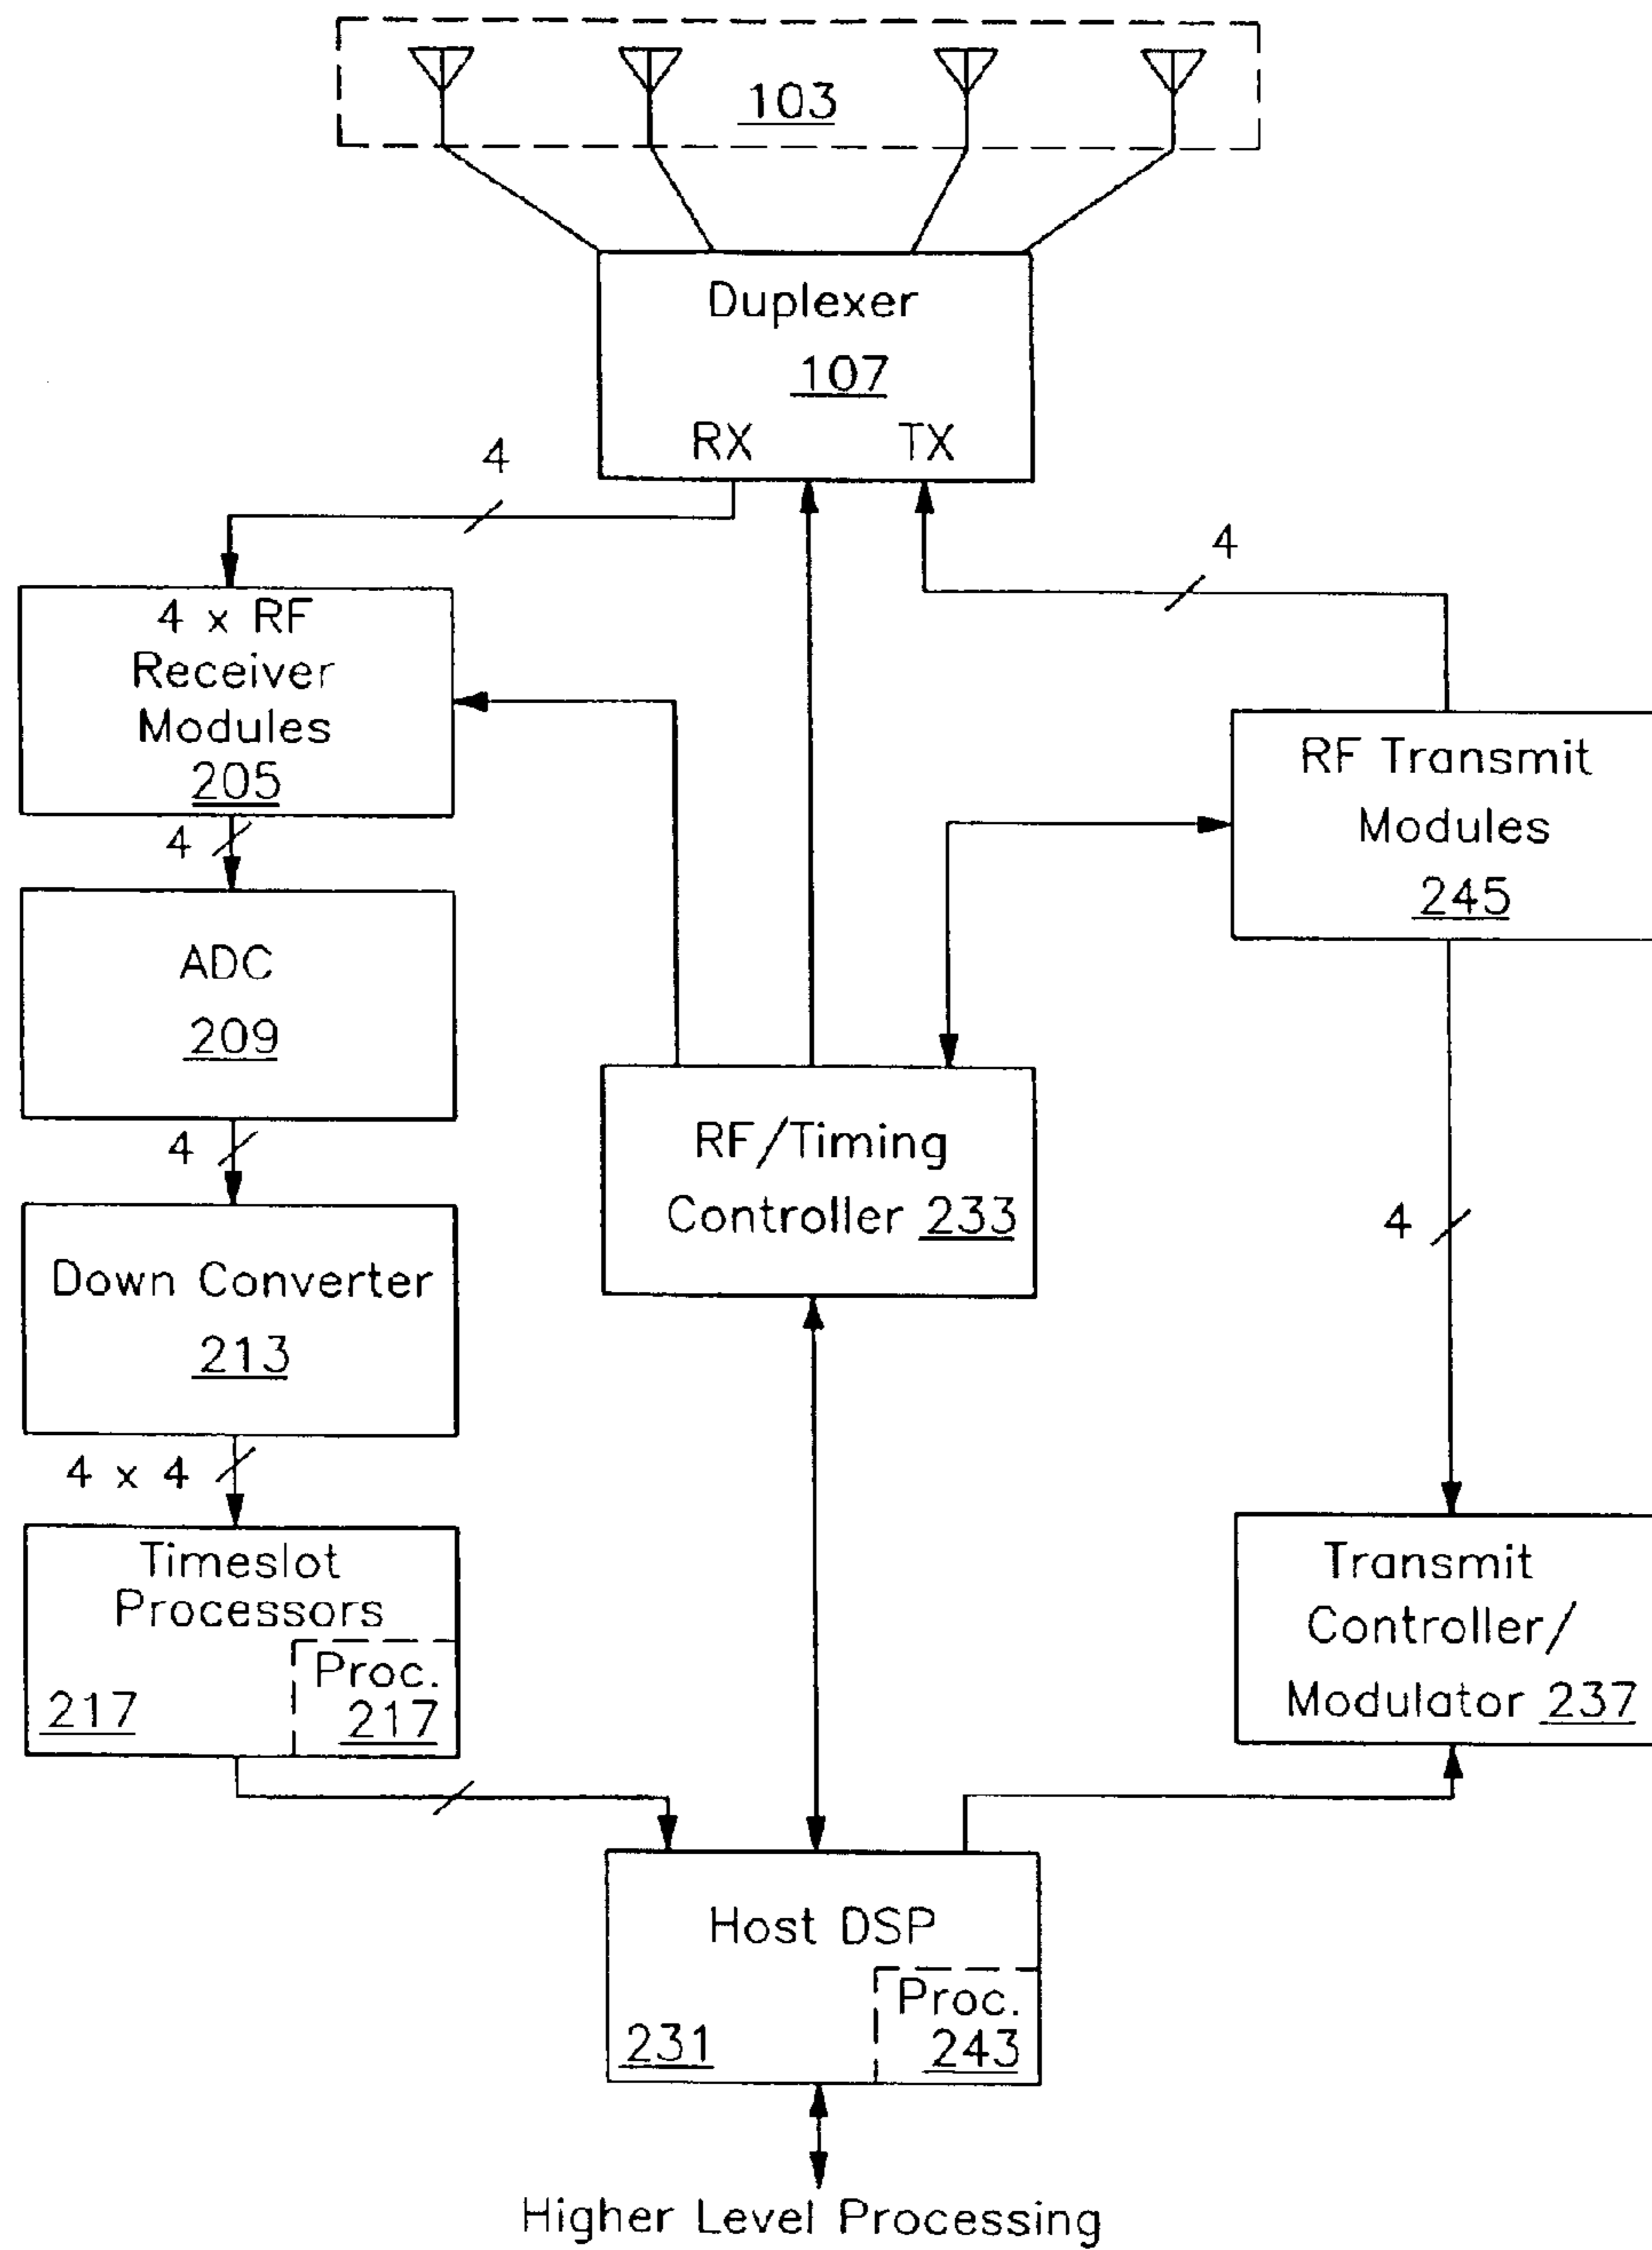 103
Duplexer
107
RX TX
4
4
4 x RF
Receiver
Modules
205
RF Transmit
Modules
245
4
ADC
209
4
RF/Timing
Controller 233
4
Down Converter
213
4 x 4
Timeslot
Processors
217
Proc.
217
Transmit
Controller/
Modulator 237
Host DSP
231
Proc.
243
Higher Level Processing